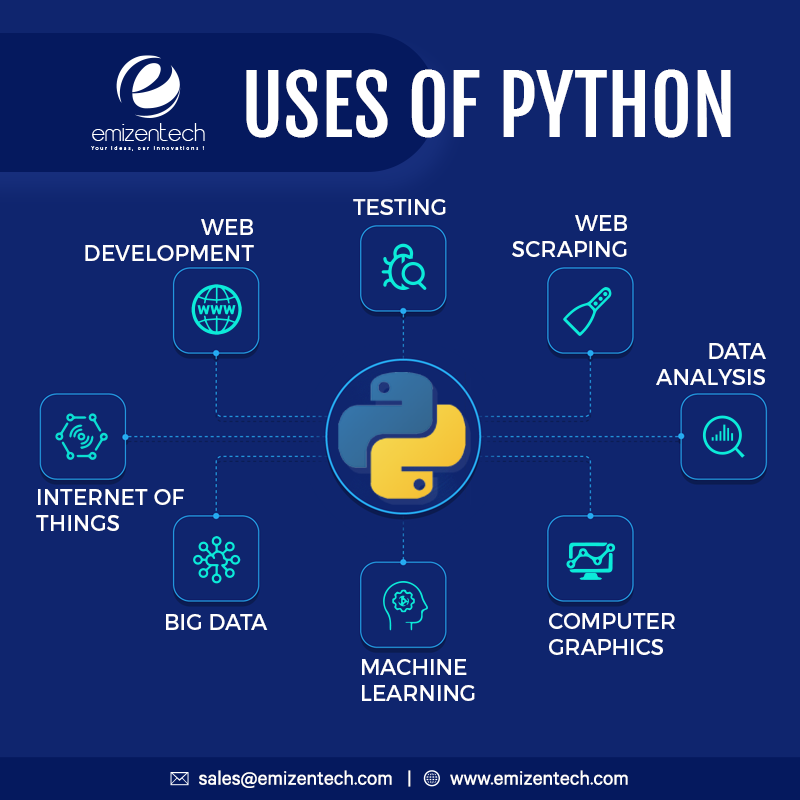 emizentech
Your Ideas, our Innovations !
USES OF PYTHON
TESTING
WEB
DEVELOPMENT
WWW
WEB
SCRAPING
DATA
ANALYSIS
INTERNET OF
THINGS
BIG DATA
MACHINE
LEARNING
COMPUTER
GRAPHICS
sales@emizentech.com | www.emizentech.com